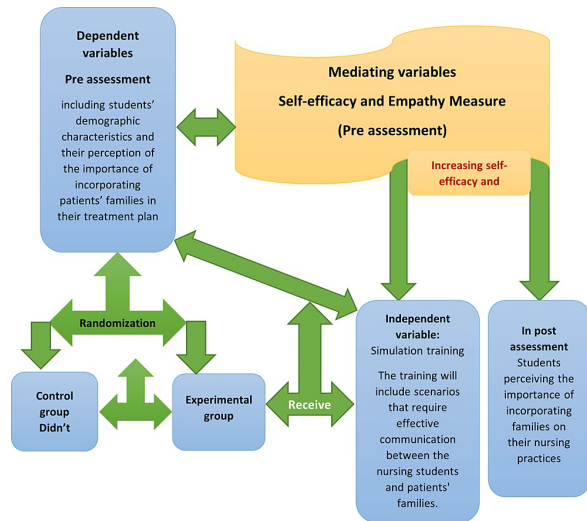 Dependent
variables
Pre assessment
including students'
demographic
characteristics and
their perception of
the importance of
incorporating
patients' families in
their treatment plan
Mediating variables
Self-efficacy and Empathy Measure
(Pre assessment)
Increasing self-
efficacy and
Randomization
Control
group
Didn't
Experimental
group
Receive
Independent
variable:
Simulation training
The training will
include scenarios
that require
effective
communication
between the
nursing students
and patients'
families.
In post
assessment
Students
perceiving the
importance of
incorporating
families on
their nursing
practices